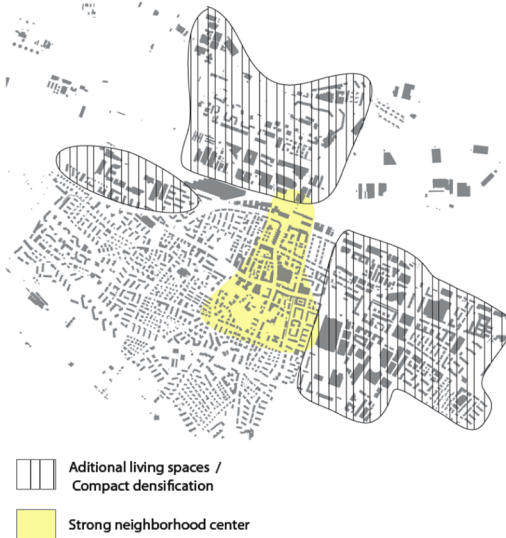 Aditional living spaces /
Compact densification
Strong neighborhood center